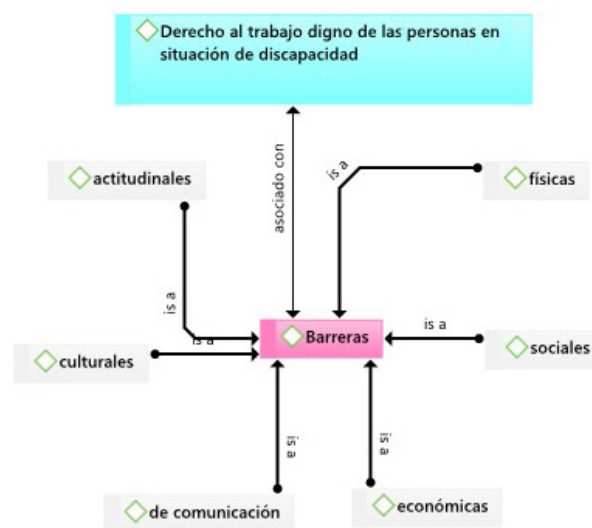 Derecho al trabajo digno de las personas en
situación de discapacidad
asociado con
actitudinales
is a
físicas
is a
Barreras
culturales
is a
sociales
is a
de comunicación
is a
económicas
is a